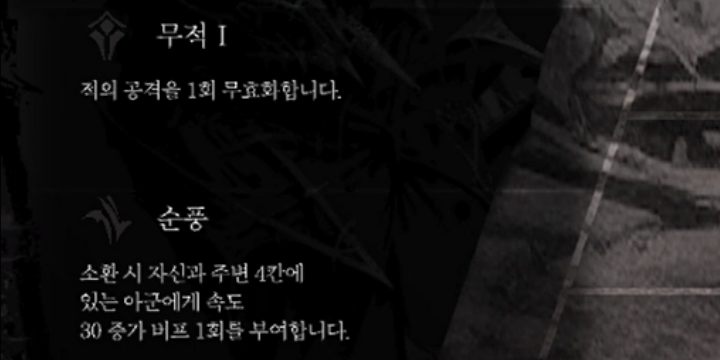 무적 I
적의 공격을 1회 무효화합니다.
순풍
소환 시 자신과 주변 4칸에
있는 아군에게 속도
30 증가 버프 1회를 부여합니다.